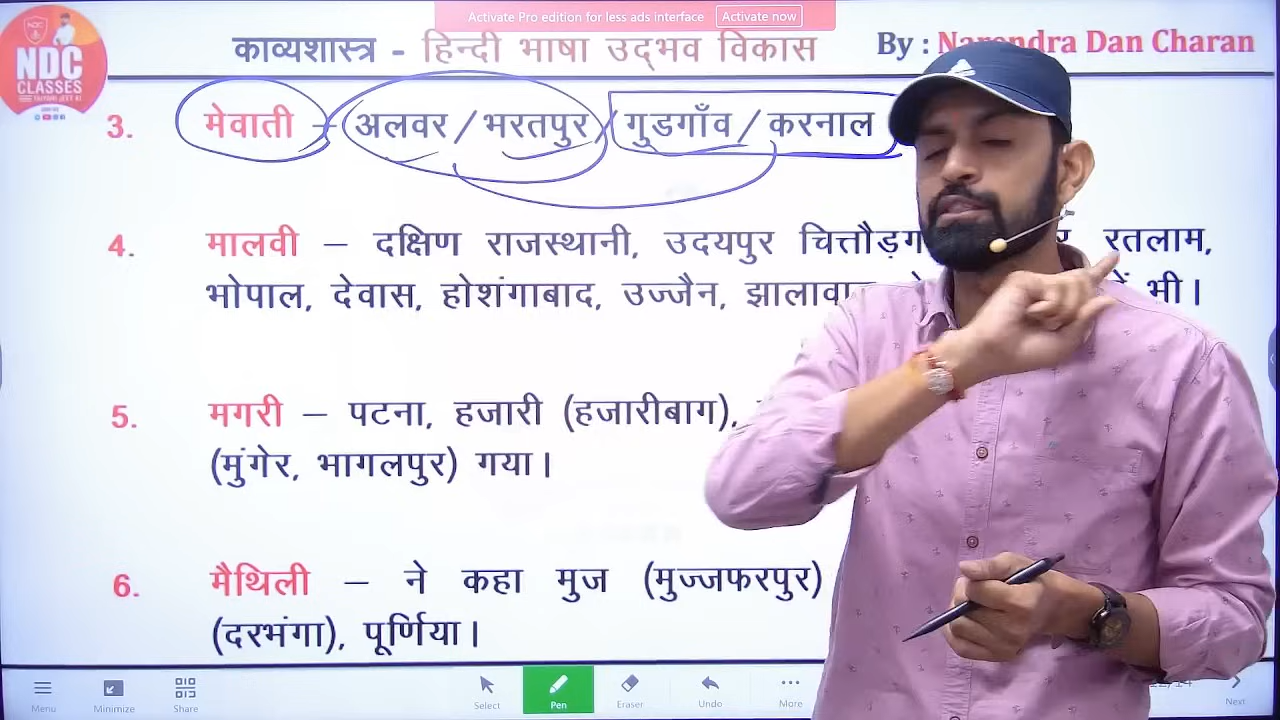 Activate Pro edition for less ads interface Activate now
NDC
CLASSES
काव्यशास्त्र - हिन्दी भाषा उद्भव विकास By : Narendra Dan Charan
3. मेवाती - अलवर / भरतपुर / गुडगाँव / करनाल
4. मालवी – दक्षिण राजस्थानी, उदयपुर रतलाम,
भोपाल, देवास, होशंगाबाद, उज्जैन, भी।
5. मगरी – पटना, हजारी (हजारीबाग),
(मुंगेर, भागलपुर) गया।
6. मैथिली – ने कहा मुज (मुज्जफरपुर)
(दरभंगा), पूर्णिया।
Menu Minimize Share Select Pen Eraser Undo More Next